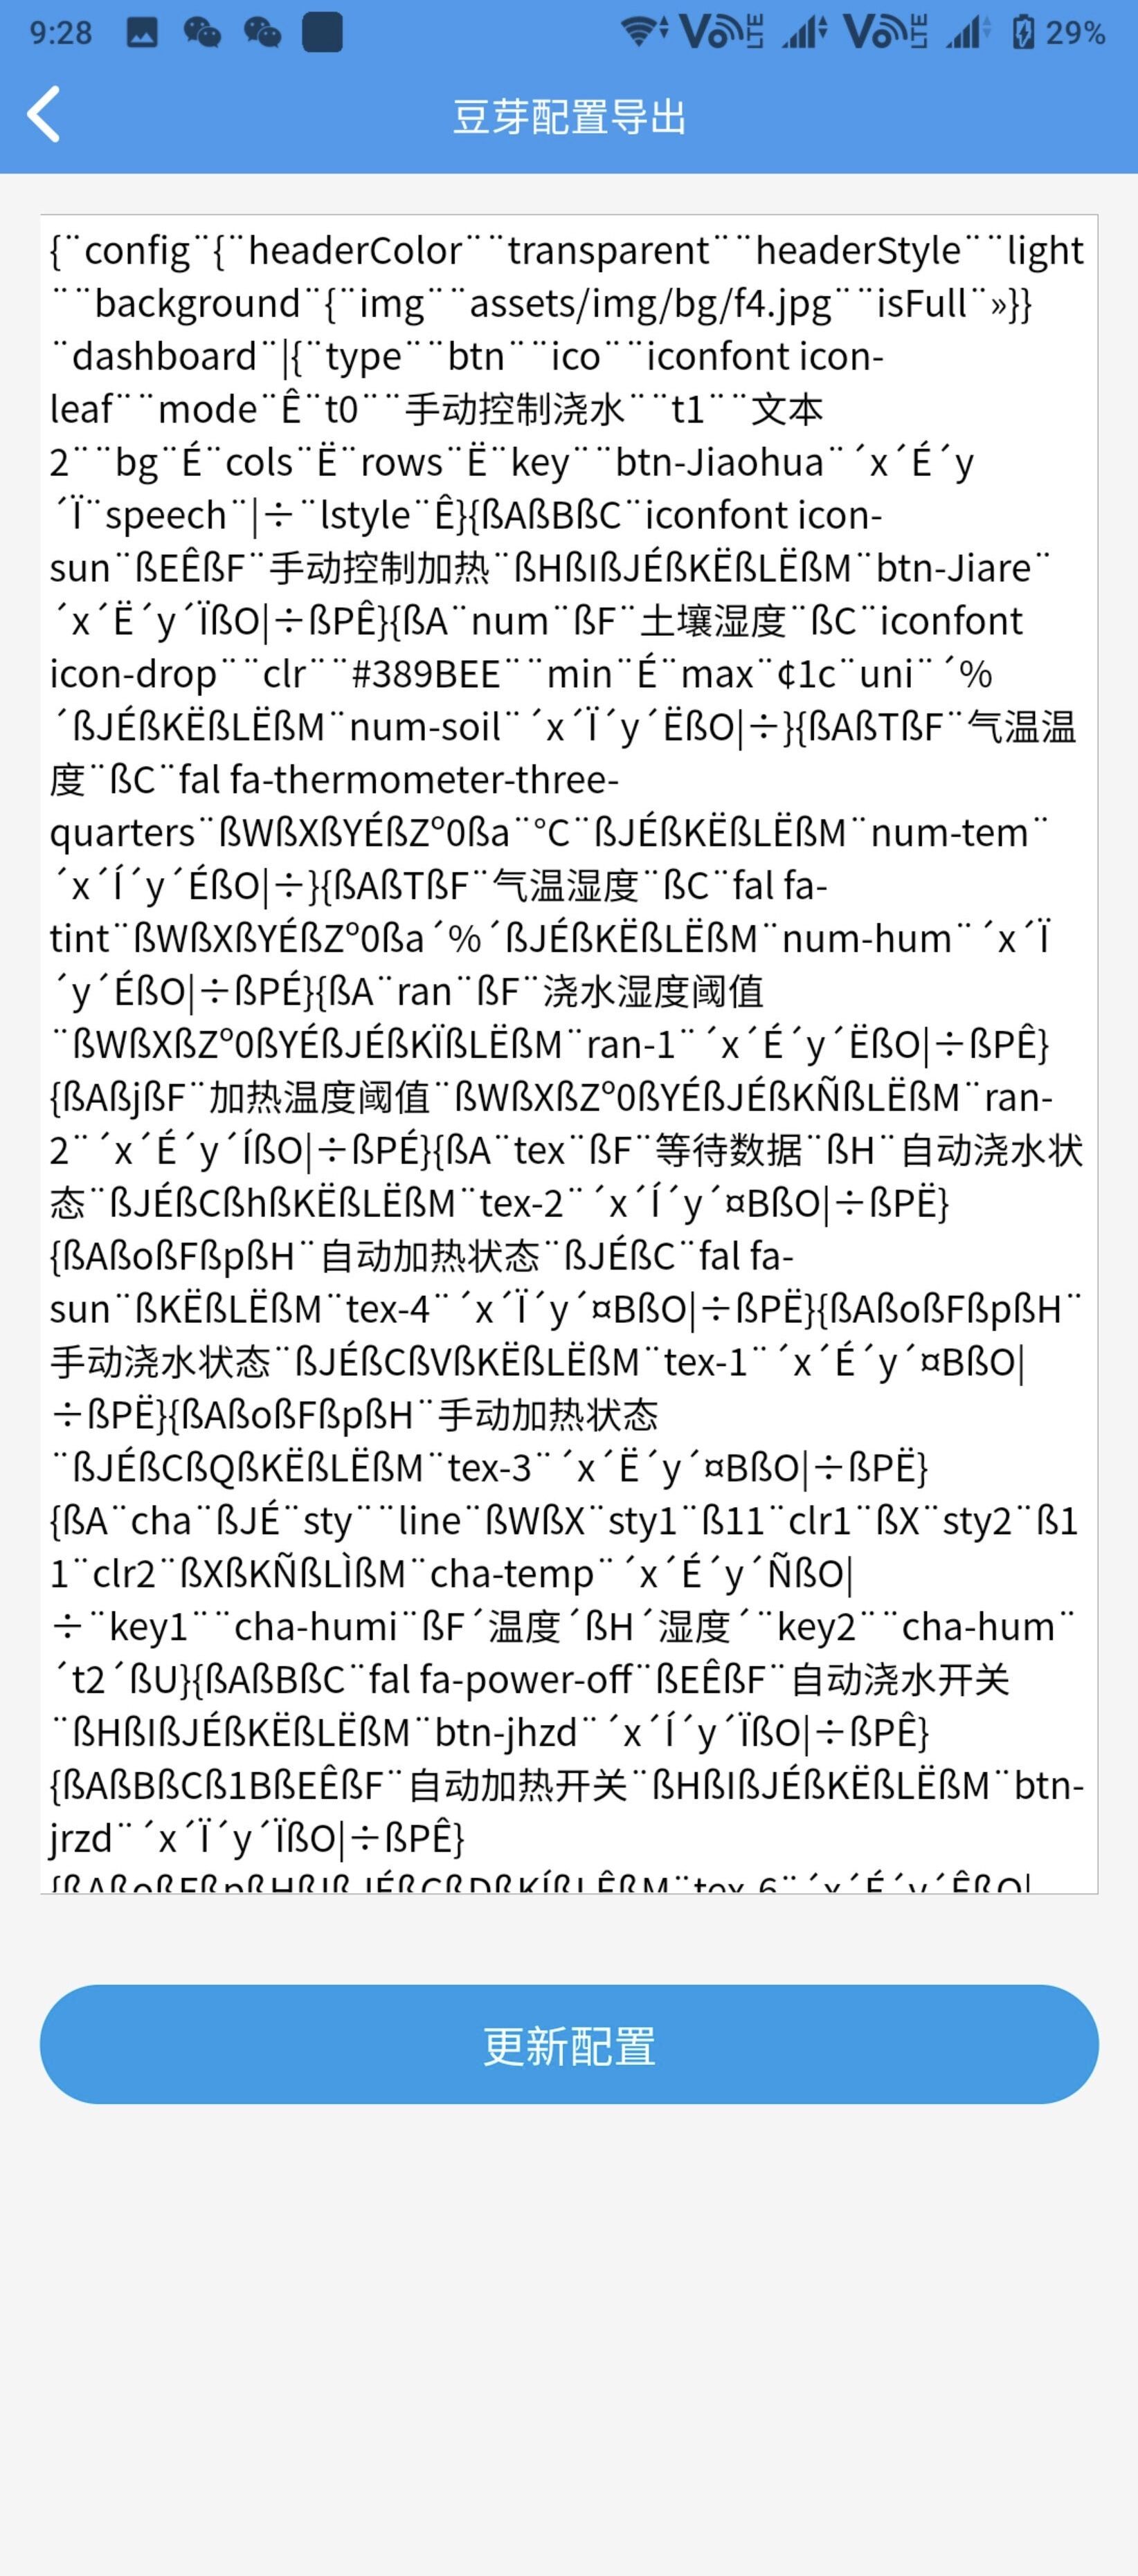 9:28
29%
豆芽配置导出
{¨config¨{¨headerColor¨¨transparent¨¨headerStyle¨¨light
¨¨background¨{¨img¨¨assets/img/bg/f4.jpg¨¨isFull¨»}}
¨dashboard¨|{¨type¨¨btn¨¨ico¨¨iconfont icon-
leaf¨¨mode¨Ê¨t0¨¨手动控制浇水¨¨t1¨¨文本
2¨¨bg¨É¨cols¨Ë¨rows¨Ë¨key¨¨btn-Jiaohua¨´x´É´y
´Ï¨speech¨|÷¨lstyle¨Ê}{ßAßBßC¨iconfont icon-
sun¨ßEÊßF¨手动控制加热¨ßHßIßJÉßKËßLËßM¨btn-Jiare¨
´x´Ë´y´ÏßO|÷ßPÊ}{ßA¨num¨ßF¨土壤湿度¨ßC¨iconfont
icon-drop¨¨clr¨¨#389BEE¨¨min¨É¨max¨¢1c¨uni¨´%
´ßJÉßKËßLËßM¨num-soil¨´x´Ï´y´ËßO|÷}{ßAßTßF¨气温温
度¨ßC¨fal fa-thermometer-three-
quarters¨ßWßXßYÉßZº0ßa¨°C¨ßJÉßKËßLËßM¨num-tem¨
´x´Í´y´ÉßO|÷}{ßAßTßF¨气温湿度¨ßC¨fal fa-
tint¨ßWßXßYÉßZº0ßa´%´ßJÉßKËßLËßM¨num-hum¨´x´Ï
´y´ÉßO|÷ßPÉ}{ßA¨ran¨ßF¨浇水湿度阈值
¨ßWßXßZº0ßYÉßJÉßKÏßLËßM¨ran-1¨´x´É´y´ËßO|÷ßPÊ}
{ßAßjßF¨加热温度阈值¨ßWßXßZº0ßYÉßJÉßKÑßLËßM¨ran-
2¨´x´É´y´ÍßO|÷ßPÉ}{ßA¨tex¨ßF¨等待数据¨ßH¨自动浇水状
态¨ßJÉßCßhßKËßLËßM¨tex-2¨´x´Í´y´¤BßO|÷ßPË}
{ßAßoßFßpßH¨自动加热状态¨ßJÉßC¨fal fa-
sun¨ßKËßLËßM¨tex-4¨´x´Ï´y´¤BßO|÷ßPË}{ßAßoßFßpßH¨
手动浇水状态¨ßJÉßCßVßKËßLËßM¨tex-1¨´x´É´y´¤BßO|
÷ßPË}{ßAßoßFßpßH¨手动加热状态
¨ßJÉßCßQßKËßLËßM¨tex-3¨´x´Ë´y´¤BßO|÷ßPË}
{ßA¨cha¨ßJÉ¨sty¨¨line¨ßWßX¨sty1¨ß11¨clr1¨ßX¨sty2¨ß1
1¨clr2¨ßXßKÑßLÌßM¨cha-temp¨´x´É´y´ÑßO|
÷¨key1¨¨cha-humi¨ßF´温度´ßH´湿度´¨key2¨¨cha-hum¨
´t2´ßU}{ßAßBßC¨fal fa-power-off¨ßEÊßF¨自动浇水开关
¨ßHßIßJÉßKËßLËßM¨btn-jhzd¨´x´Í´y´ÏßO|÷ßPÊ}
{ßAßBßCß1BßEÊßF¨自动加热开关¨ßHßIßJÉßKËßLËßM¨btn-
jrzd¨´x´Ï´y´ÏßO|÷ßPÊ}
{ßAßoßFßpßHßIßJÉßCßDßKÍßLÊßM¨tex-6¨´x´É´y´ÊßO|
更新配置